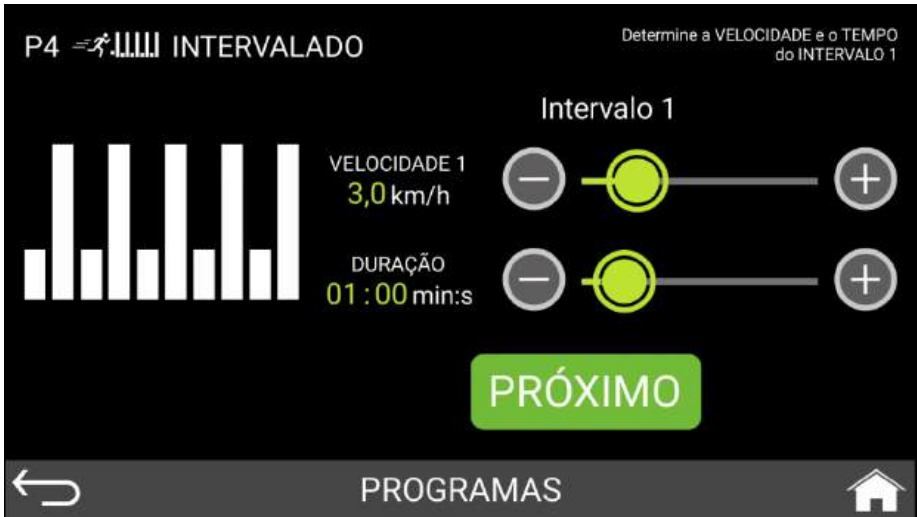 P4 INTERVALADO
Determine a VELOCIDADE e o TEMPO
do INTERVALO 1
Intervalo 1
VELOCIDADE 1
3,0 km/h
DURAÇÃO
01:00 min:s
PRÓXIMO
PROGRAMAS